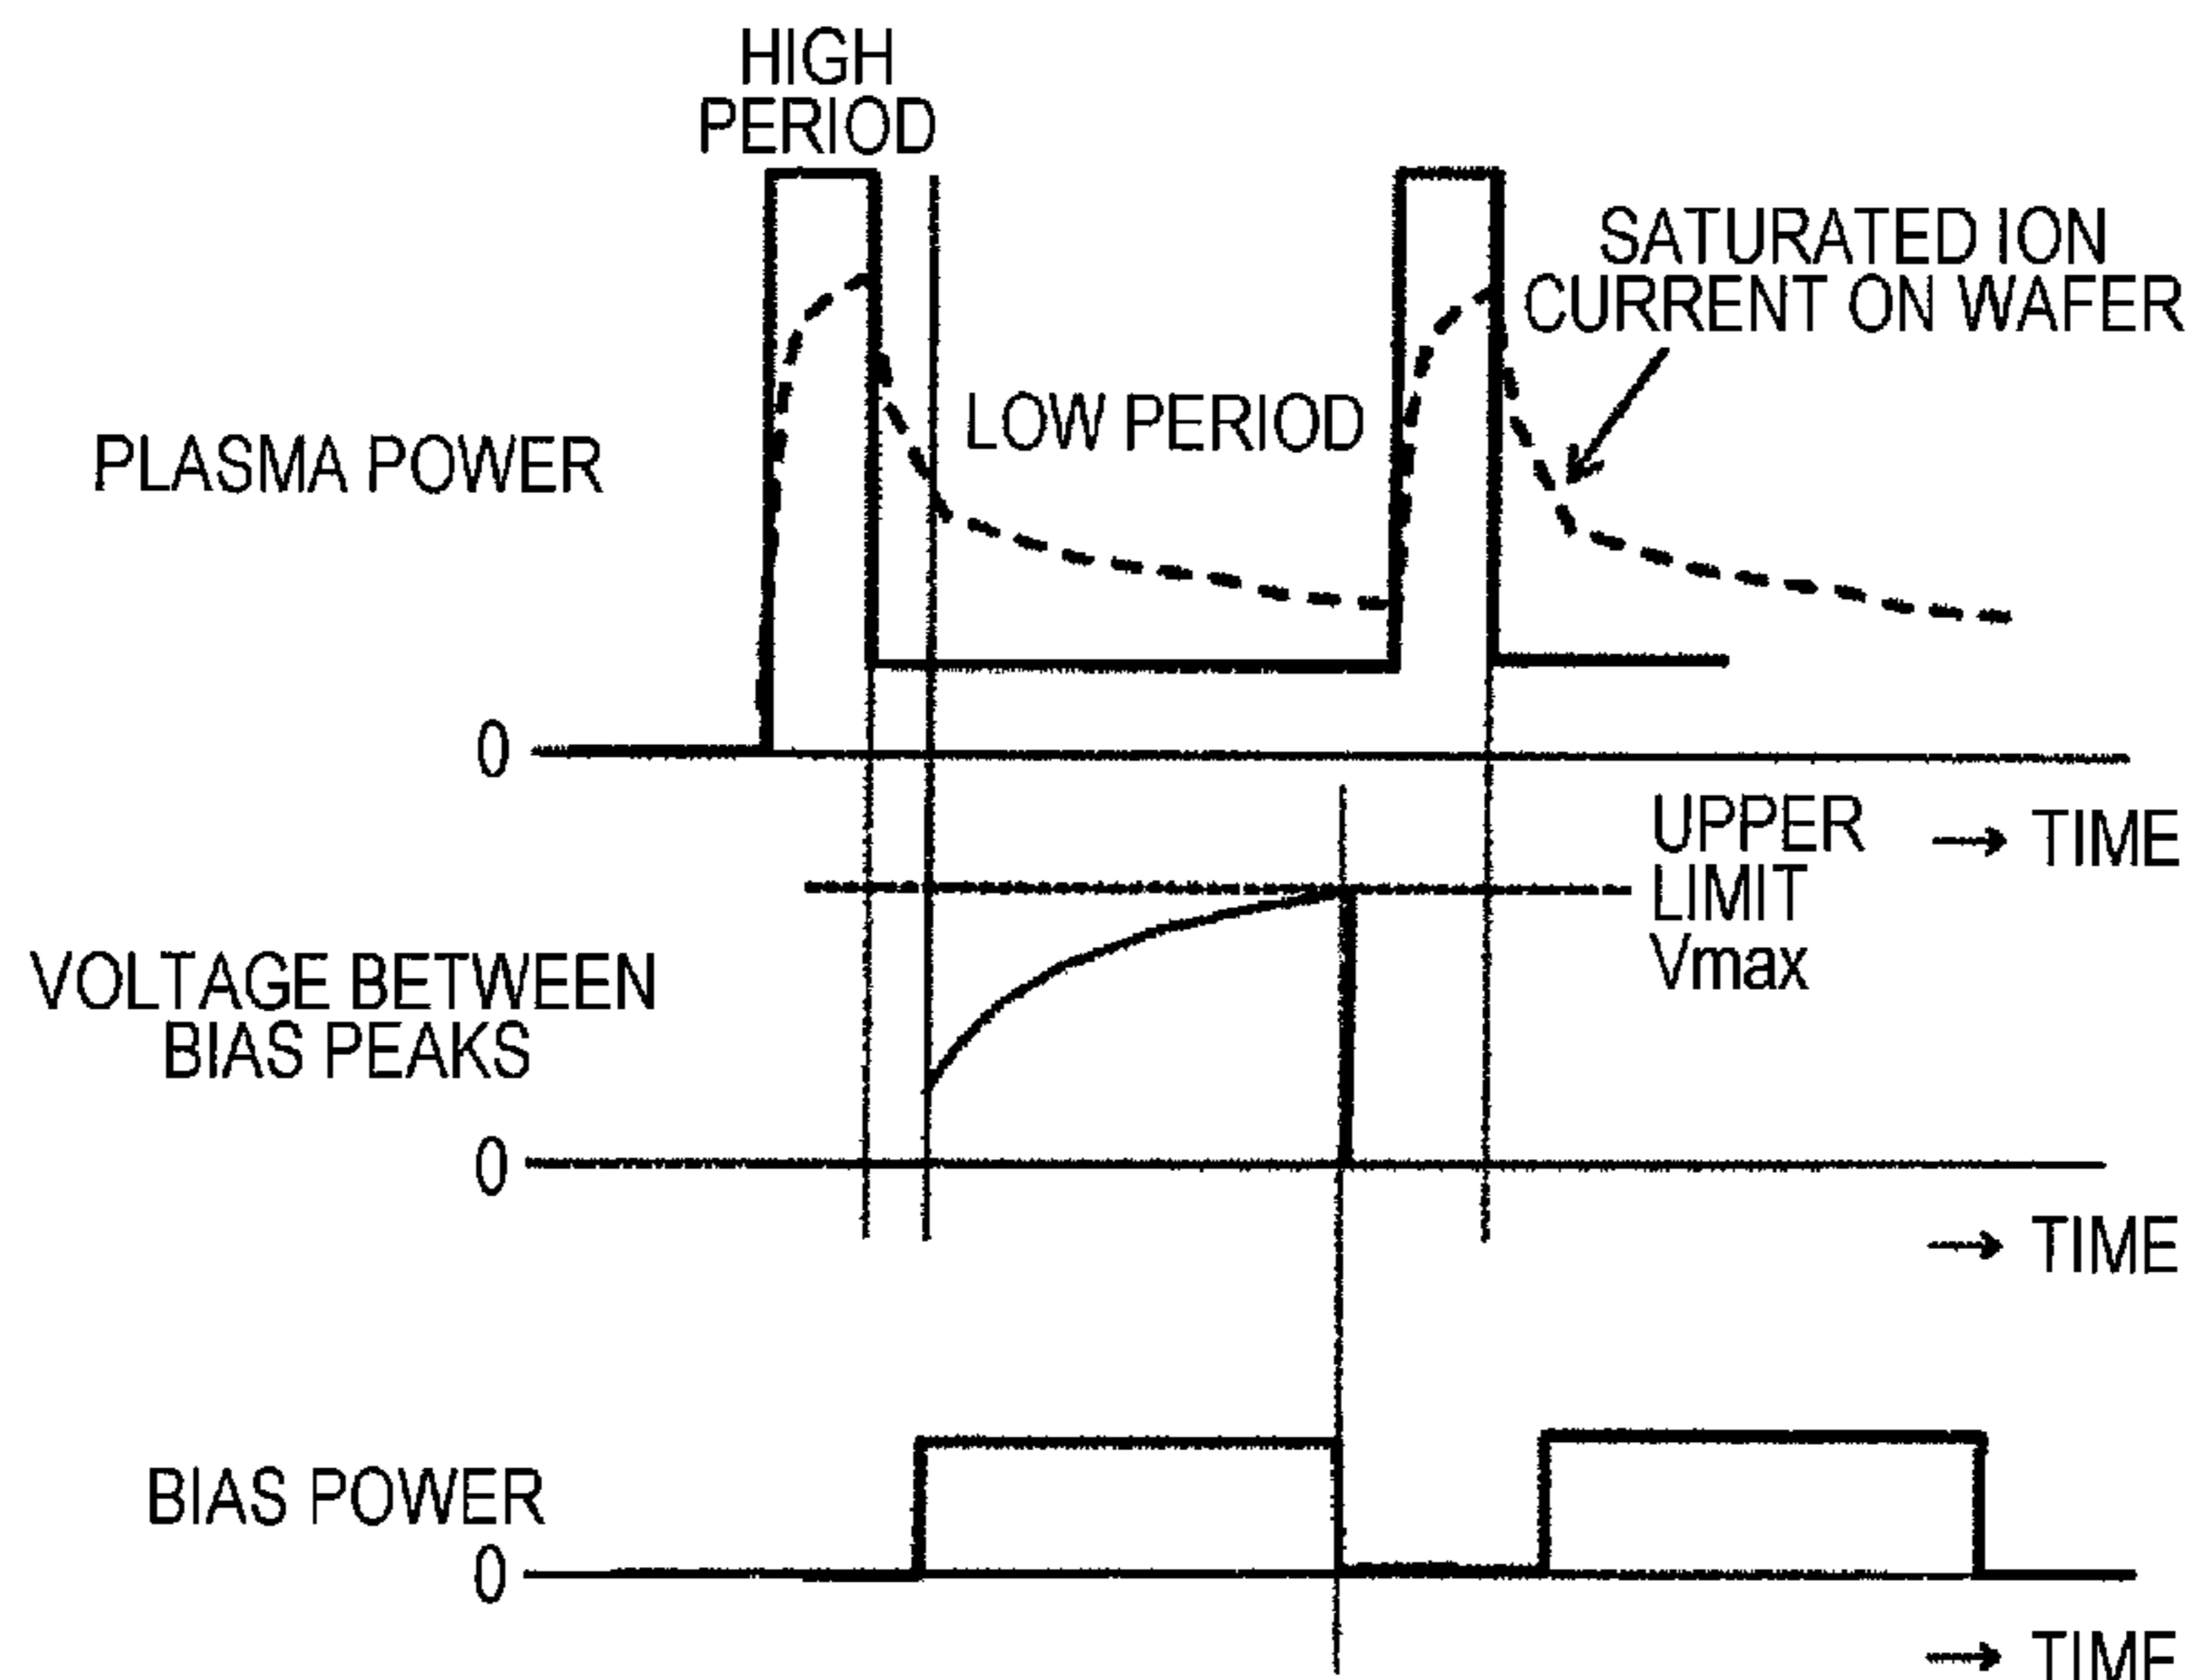 HIGH
PERIOD
SATURATED ION
CURRENT ON WAFER
LOW PERIOD
PLASMA POWER
0
UPPER
LIMIT
Vmax
→ TIME
VOLTAGE BETWEEN
BIAS PEAKS
0
→ TIME
BIAS POWER
0
→ TIME